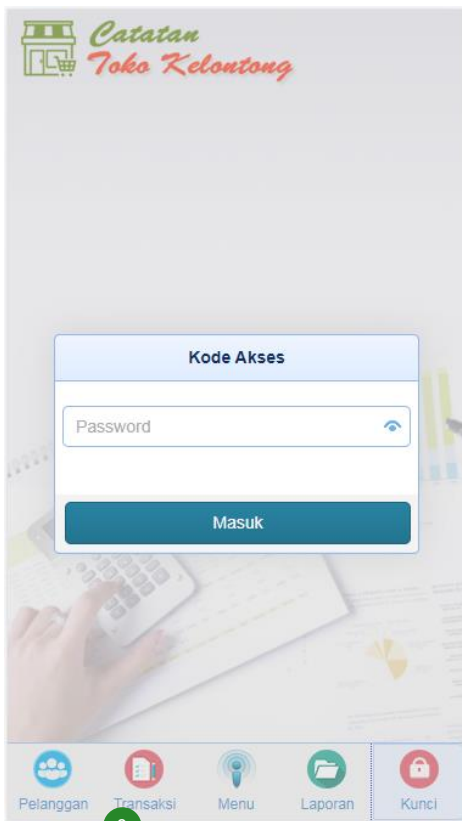 Catatan
Toko Kelontong
Kode Akses
Password
Masuk
Pelanggan Transaksi Menu Laporan Kunci